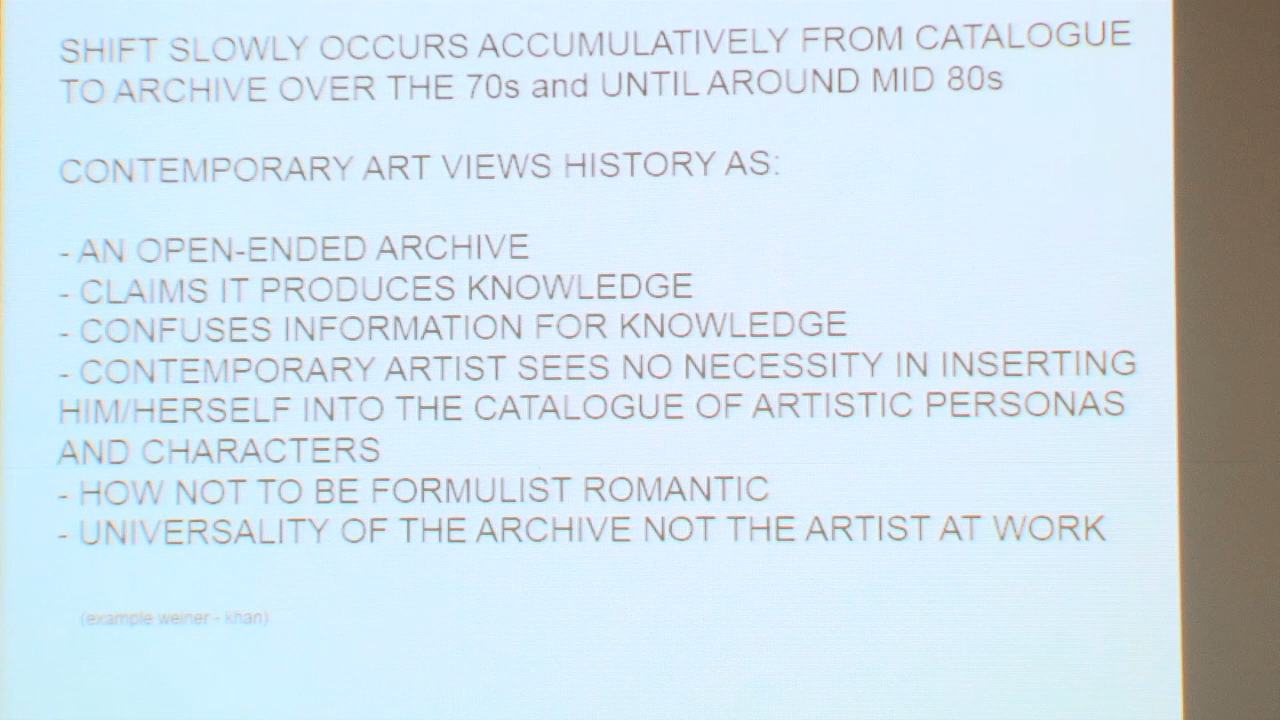 SHIFT SLOWLY OCCURS ACCUMULATIVELY FROM CATALOGUE
TO ARCHIVE OVER THE 70s and UNTIL AROUND MID 80s
CONTEMPORARY ART VIEWS HISTORY AS:
- AN OPEN-ENDED ARCHIVE
- CLAIMS IT PRODUCES KNOWLEDGE
- CONFUSES INFORMATION FOR KNOWLEDGE
- CONTEMPORARY ARTIST SEES NO NECESSITY IN INSERTING
HIM/HERSELF INTO THE CATALOGUE OF ARTISTIC PERSONAS
AND CHARACTERS
- HOW NOT TO BE FORMULIST ROMANTIC
- UNIVERSALITY OF THE ARCHIVE NOT THE ARTIST AT WORK
(example weiner - khan)